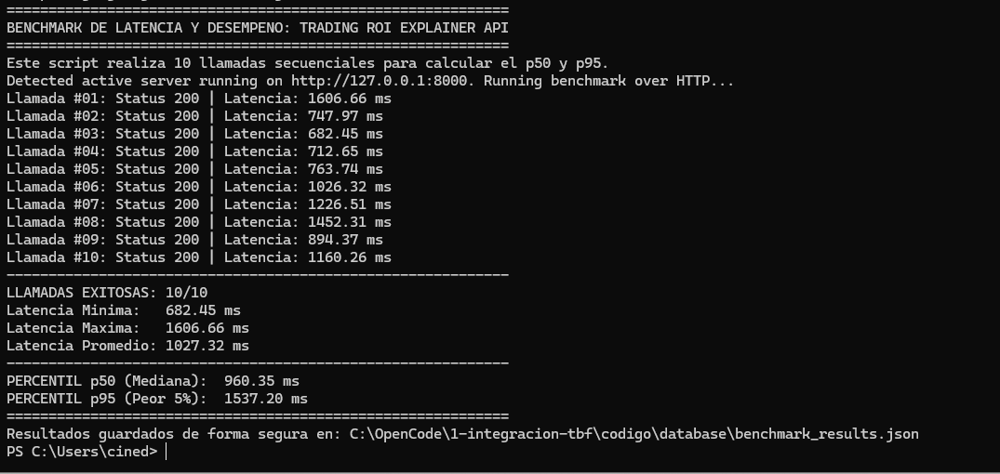 ============================================================
BENCHMARK DE LATENCIA Y DESEMPENO: TRADING ROI EXPLAINER API
============================================================
Este script realiza 10 llamadas secuenciales para calcular el p50 y p95.
Detected active server running on http://127.0.0.1:8000. Running benchmark over HTTP...
Llamada #01: Status 200 | Latencia: 1606.66 ms
Llamada #02: Status 200 | Latencia: 747.97 ms
Llamada #03: Status 200 | Latencia: 682.45 ms
Llamada #04: Status 200 | Latencia: 712.65 ms
Llamada #05: Status 200 | Latencia: 763.74 ms
Llamada #06: Status 200 | Latencia: 1026.32 ms
Llamada #07: Status 200 | Latencia: 1226.51 ms
Llamada #08: Status 200 | Latencia: 1452.31 ms
Llamada #09: Status 200 | Latencia: 894.37 ms
Llamada #10: Status 200 | Latencia: 1160.26 ms
------------------------------------------------------------
LLAMADAS EXITOSAS: 10/10
Latencia Minima:   682.45 ms
Latencia Maxima:   1606.66 ms
Latencia Promedio: 1027.32 ms
------------------------------------------------------------
PERCENTIL p50 (Mediana):  960.35 ms
PERCENTIL p95 (Peor 5%):  1537.20 ms
============================================================
Resultados guardados de forma segura en: C:\OpenCode\1-integracion-tbf\codigo\database\benchmark_results.json
PS C:\Users\cined>